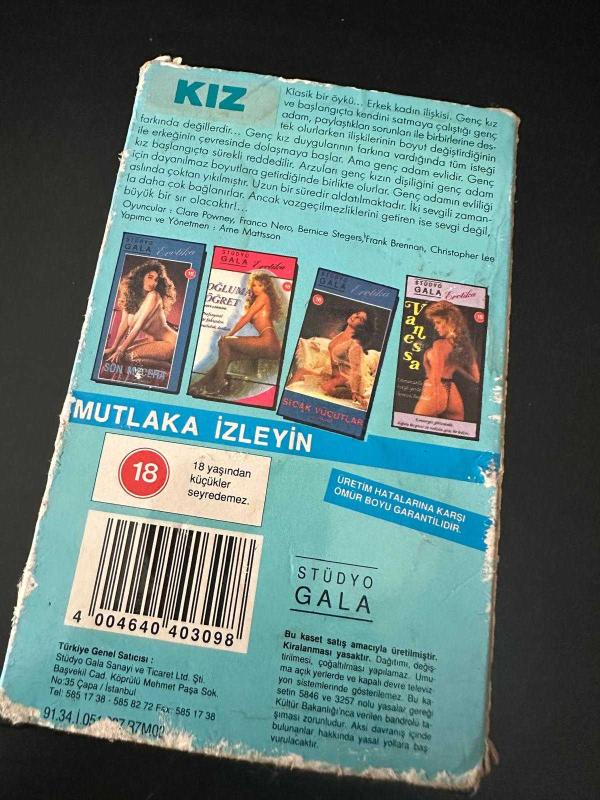 KIZ
Klasik bir öykü... Erkek kadın ilişkisi. Genç kız
ve başlangıçta kendini satmaya çalıştığı genç
adam, paylaştıkları sorunları ile birbirlerine des-
tek olurlarken ilişkilerinin boyut değiştirdiğinin
farkında değillerdir... Genç kız duygularının farkına vardığında tüm isteği
ile erkeğinin çevresinde dolaşmaya başlar. Ama genç adam evlidir. Genç
kız başlangıçta sürekli reddedilir. Arzuları genç kızın dişiliğini genç adam
için dayanılmaz boyutlara getirdiğinde birlikte olurlar. Genç adamın evliliği
aslında çoktan yıkılmıştır. Uzun bir süredir aldatılmaktadır. İki sevgili zaman-
la daha çok bağlanırlar. Ancak vazgeçilmezliklerini getiren ise sevgi değil,
büyük bir sır olacaktır!...
Oyuncular : Clare Powney, Franco Nero, Bernice Stegers, Frank Brennan, Christopher Lee
Yapımcı ve Yönetmen : Arne Mattsson
STÜDYO
GALA Erotika
18
SON MACERA
STÜDYO
GALA Erotika
18
OĞLUMA
ÖĞRET
STÜDYO
GALA Erotika
18
SICAK VÜCUTLAR
STÜDYO
GALA Erotika
18
Vanessa
MUTLAKA İZLEYİN
18
18 yaşından
küçükler
seyredemez.
ÜRETİM HATALARINA KARŞI
ÖMÜR BOYU GARANTİLİDİR.
4 004640 403098
STÜDYO
GALA
Türkiye Genel Satıcısı :
Stüdyo Gala Sanayi ve Ticaret Ltd. Şti.
Başvekil Cad. Köprülü Mehmet Paşa Sok.
No:35 Çapa / İstanbul
Tel: 585 17 38 - 585 82 72 Fax: 585 17 38
91.34.
Bu kaset satış amacıyla üretilmiştir.
Kiralanması yasaktır. Dağıtımı, değiş-
tirilmesi, çoğaltılması yapılamaz. Umu-
ma açık yerlerde ve kapalı devre televiz-
yon sistemlerinde gösterilemez. Bu ka-
setin 5846 ve 3257 nolu yasalar gereği
Kültür Bakanlığı'nca verilen bandrolü ta-
şıması zorunludur. Aksi davranış içinde
bulunanlar hakkında yasal yollara baş
vurulacaktır.